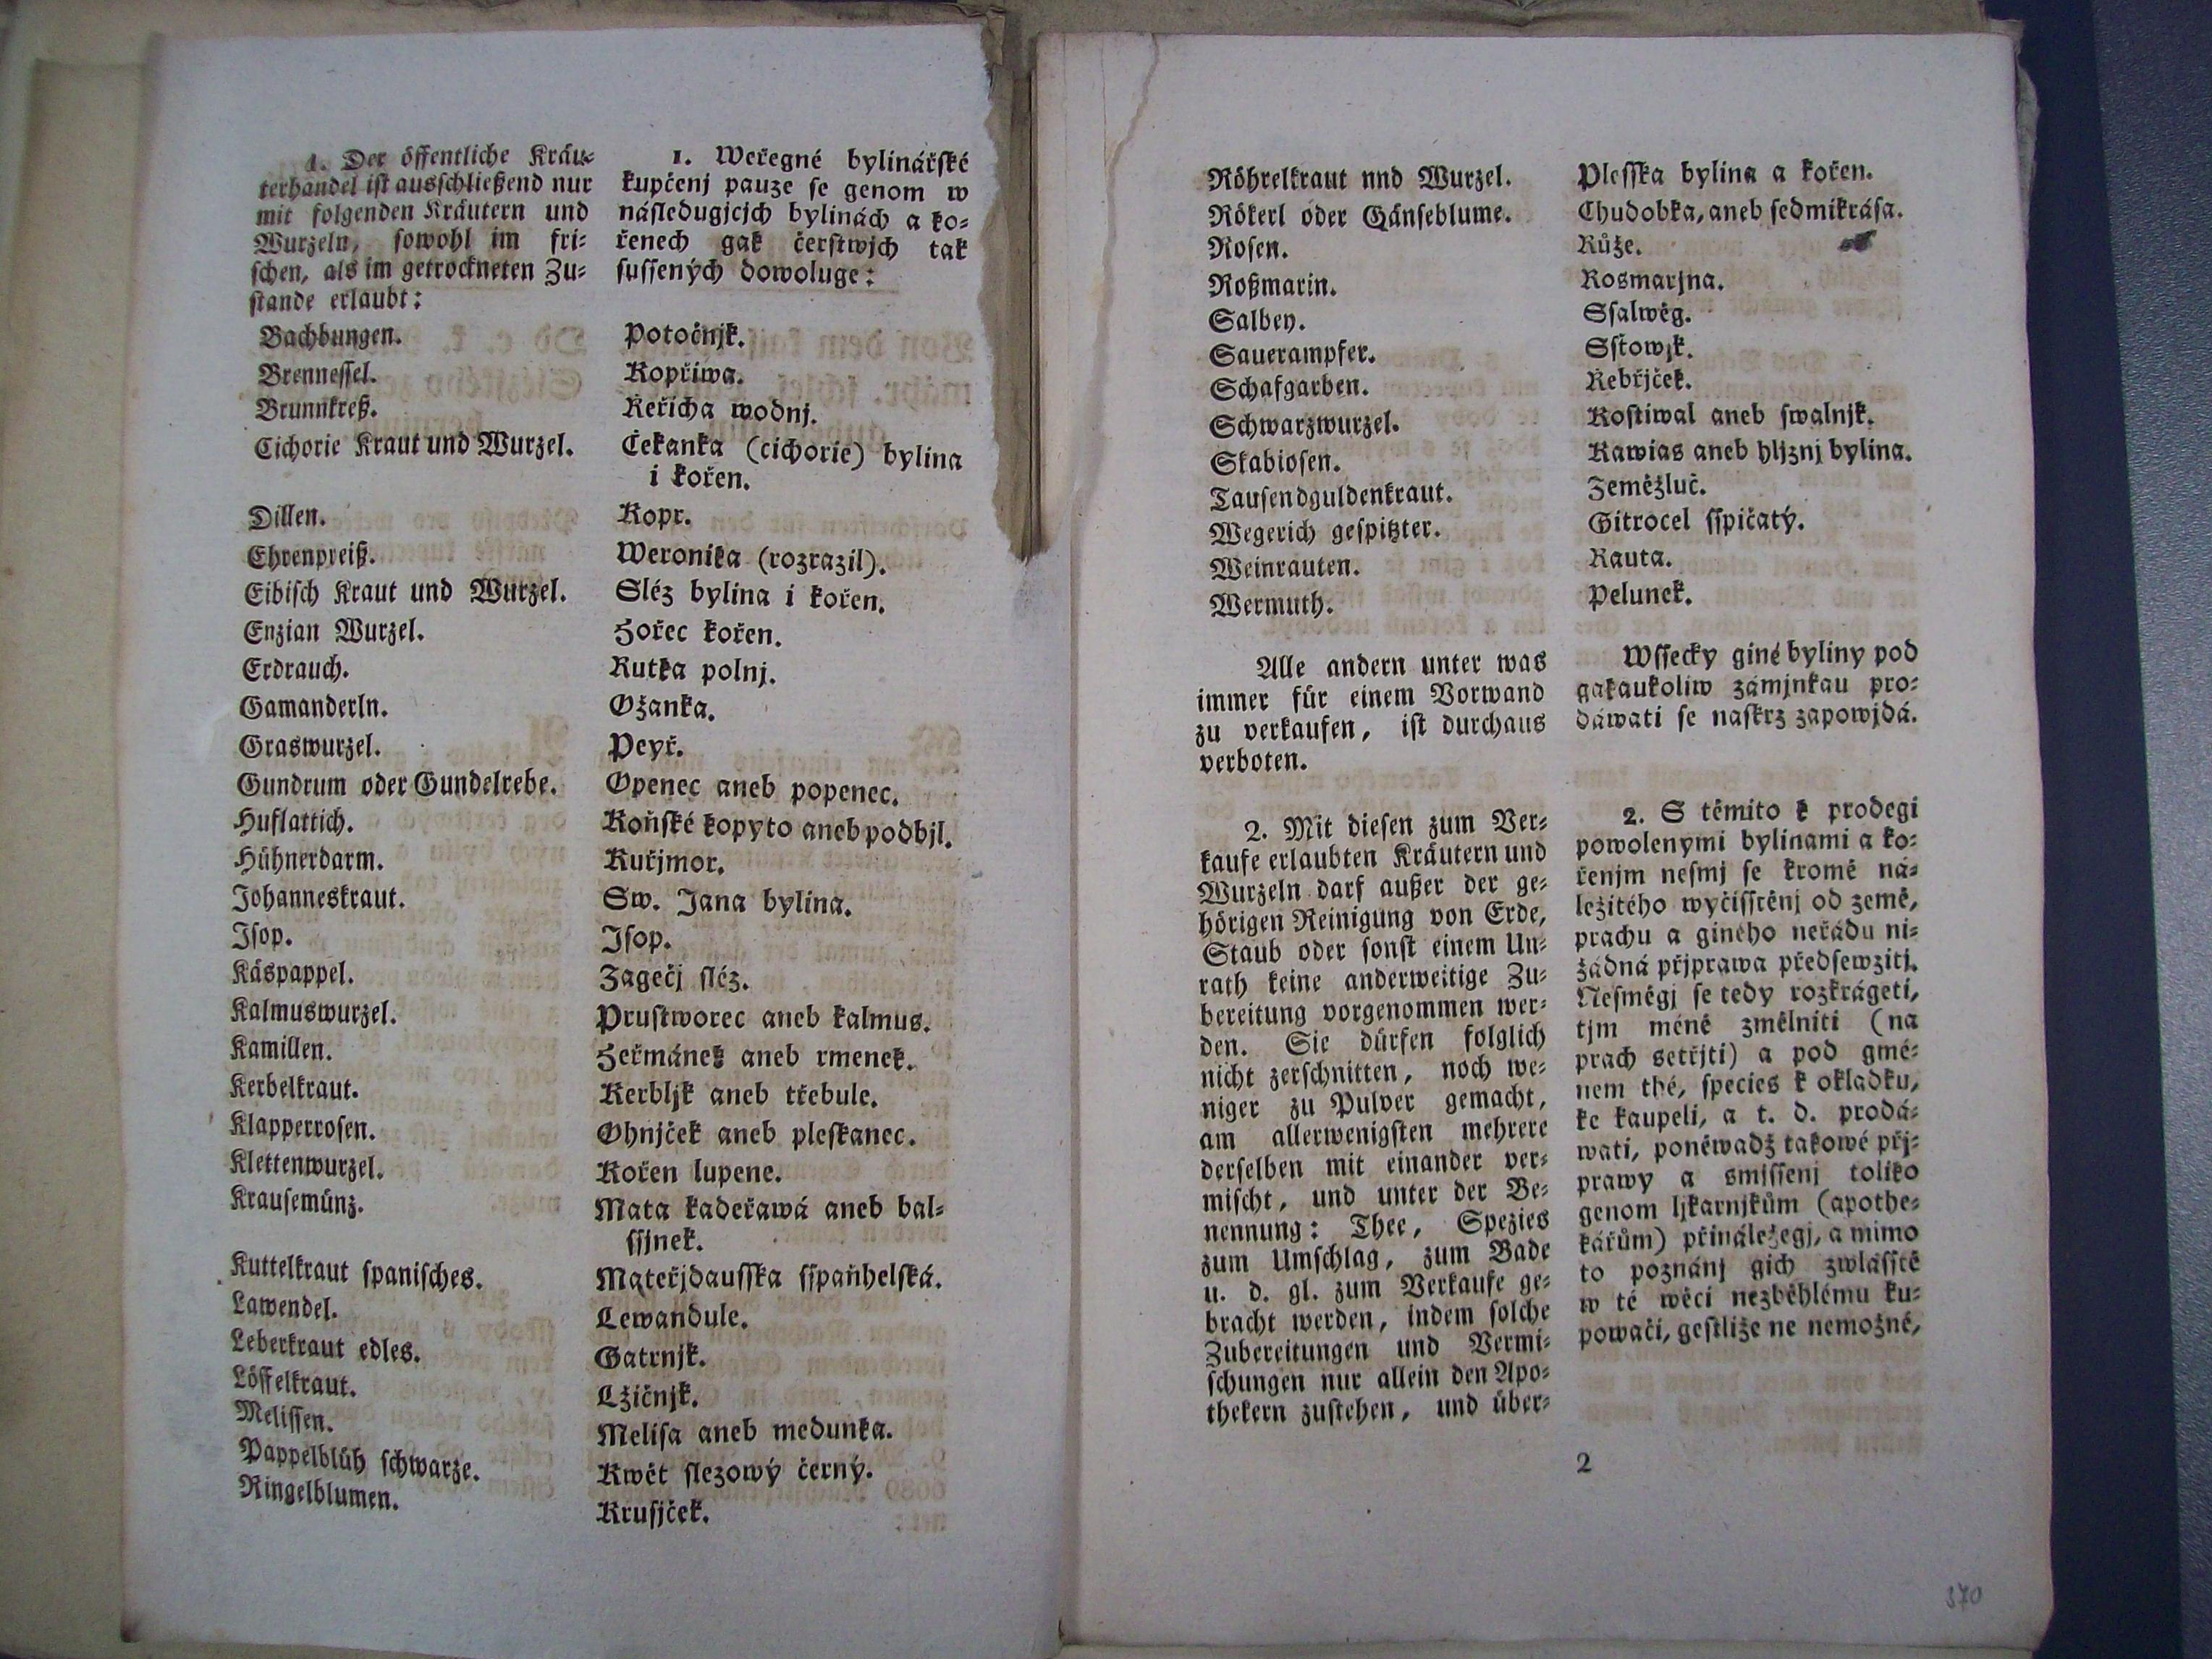 1. Der öffentliche Kräu⸗
terhandel ist ausschließend nur
mit folgenden Kräutern und
Wurzeln, sowohl im fri⸗
schen, als im getrockneten Zu⸗
stande erlaubt:
Bachbungen.
Brennessel.
Brunnkreß.
Cichorie Kraut und Wurzel.
Dillen.
Ehrenpreiß.
Eibisch Kraut und Wurzel.
Enzian Wurzel.
Erdrauch.
Gamanderln.
Graswurzel.
Gundrum oder Gundelrebe.
Huflattich.
Hühnerdarm.
Johanneskraut.
Isop.
Käspappel.
Kalmuswurzel.
Kamillen.
Kerbelkraut.
Klapperrosen.
Klettenwurzel.
Krausemünz.
Kuttelkraut spanisches.
Lawendel.
Leberkraut edles.
Löffelkraut.
Melissen.
Pappelblüh schwarze.
Ringelblumen.
1. Weřegné bylinářské
kupčenj pauze se genom w
následugjcjch bylinách a ko⸗
řenech gak čerstwjch tak
sussených dowoluge:
Potočnjk.
Kopřiwa.
Řeřicha wodnj.
Čekanka (cichorie) bylina
i kořen.
Kopr.
Weronika (rozrazil).
Sléz bylina i kořen.
Hořec kořen.
Rutka polnj.
Ožanka.
Peyř.
Openec aneb popenec.
Koňské kopyto aneb podbjl.
Kuřjmor.
Sw. Jana bylina.
Isop.
Zagečj sléz.
Prustworec aneb kalmus.
Heřmánek aneb rmenek.
Kerbljk aneb třebule.
Ohnjček aneb pleskanec.
Kořen lupene.
Mata kadeřawá aneb bal⸗
ssjnek.
Mateřjdausska sspaňhelská.
Lewandule.
Gatrnjk.
Lžičnjk.
Melisa aneb medunka.
Kwět slezowý černý.
Krusjček.
Röhrelkraut nnd Wurzel.
Rökerl oder Gänseblume.
Rosen.
Roßmarin.
Salbey.
Sauerampfer.
Schafgarben.
Schwarzwurzel.
Skabiosen.
Tausendguldenkraut.
Wegerich gespitzter.
Weinrauten.
Wermuth.
Alle andern unter was
immer für einem Vorwand
zu verkaufen, ist durchaus
verboten.
2. Mit diesen zum Ver⸗
kaufe erlaubten Kräutern und
Wurzeln darf außer der ge⸗
hörigen Reinigung von Erde,
Staub oder sonst einem Un⸗
rath keine anderweitige Zu⸗
bereitung vorgenommen wer⸗
den. Sie dürfen folglich
nicht zerschnitten, noch we⸗
niger zu Pulver gemacht,
am allerwenigsten mehrere
derselben mit einander ver⸗
mischt, und unter der Be⸗
nennung: Thee, Spezies
zum Umschlag, zum Bade
u. d. gl. zum Verkaufe ge⸗
bracht werden, indem solche
Zubereitungen und Vermi⸗
schungen nur allein den Apo⸗
thekern zustehen, und über⸗
Plesska bylina a kořen.
Chudobka, aneb sedmikrása.
Růže.
Rosmarjna.
Ssalwěg.
Sstowjk.
Řebřjček.
Kostiwal aneb swalnjk.
Kawias aneb hljznj bylina.
Zeměžluč.
Gitrocel sspičatý.
Rauta.
Pelunek.
Wssecky giné byliny pod
gakaukoliw zámjnkau pro⸗
dáwati se naskrz zapowjdá.
2. S těmito k prodegi
powolenymi bylinami a ko⸗
řenjm nesmj se kromě ná⸗
ležitého wyčisstěnj od země,
prachu a giného neřádu ni⸗
žádná přjprawa předsewzitj.
Nesměgj se tedy rozkrágeti,
tjm méně změlniti (na
prach setřjti) a pod gmé⸗
nem thé, species k okladku,
ke kaupeli, a t. d. prodá⸗
wati, poněwadž takowé přj⸗
prawy a smjssenj toliko
genom ljkarnjkům (apothe⸗
kářům) přináležegj, a mimo
to poznánj gich zwlásstě
w té wěci nezběhlému ku⸗
powači, gestliže ne nemožné,
2
370